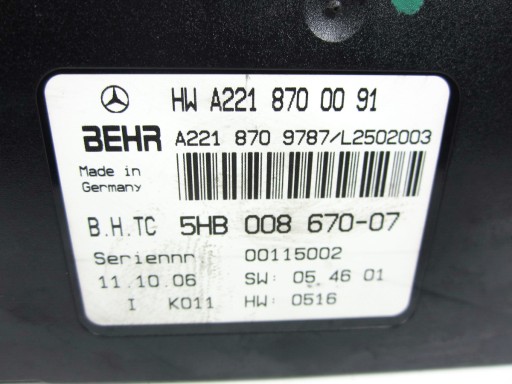 HW A221 870 00 91
BEHR A221 870 9787/L2502003
Made in
Germany
B.H.TC 5HB 008 670-07
Seriennr 00115002
11.10.06 SW: 05 46 01
I K011 HW: 0516